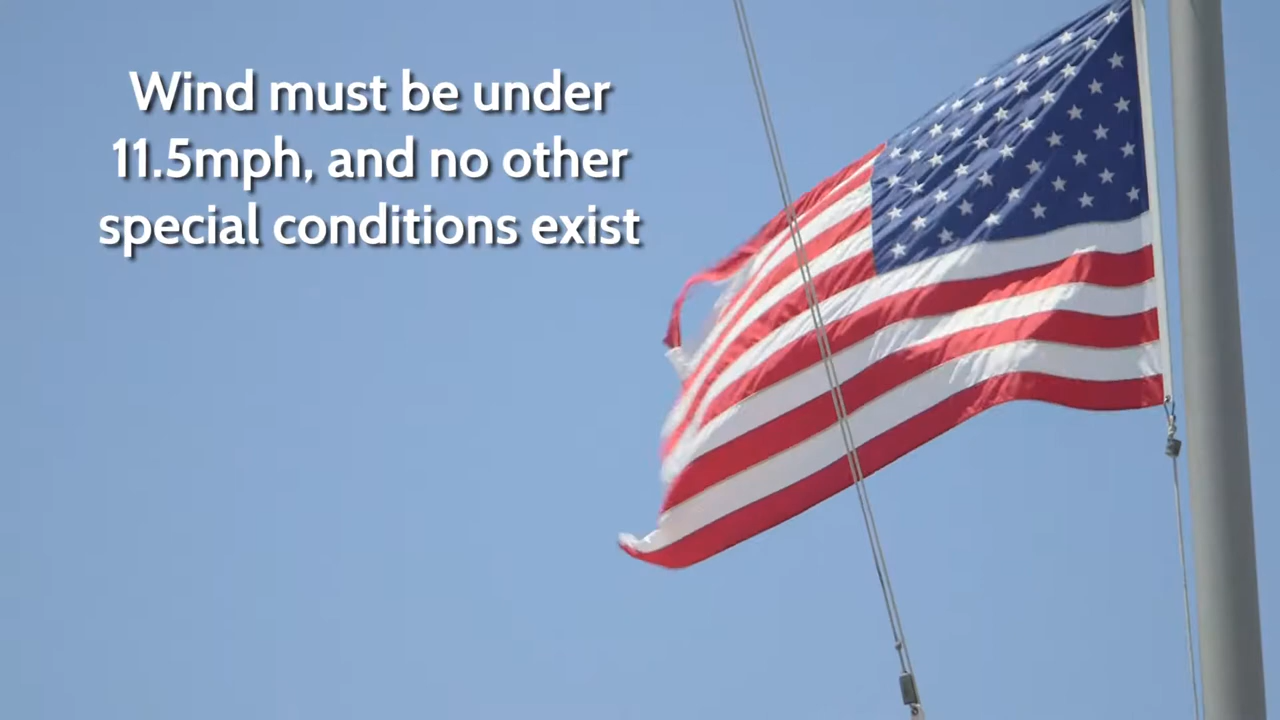 Wind must be under
11.5mph, and no other
special conditions exist